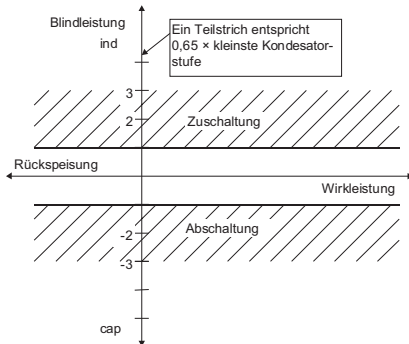 Blindleistung
ind
Ein Teilstrich entspricht
0,65 × kleinste Kondesator-
stufe
3
Zuschaltung
2
Rückspeisung
Wirkleistung
Abschaltung
-2
-3
cap